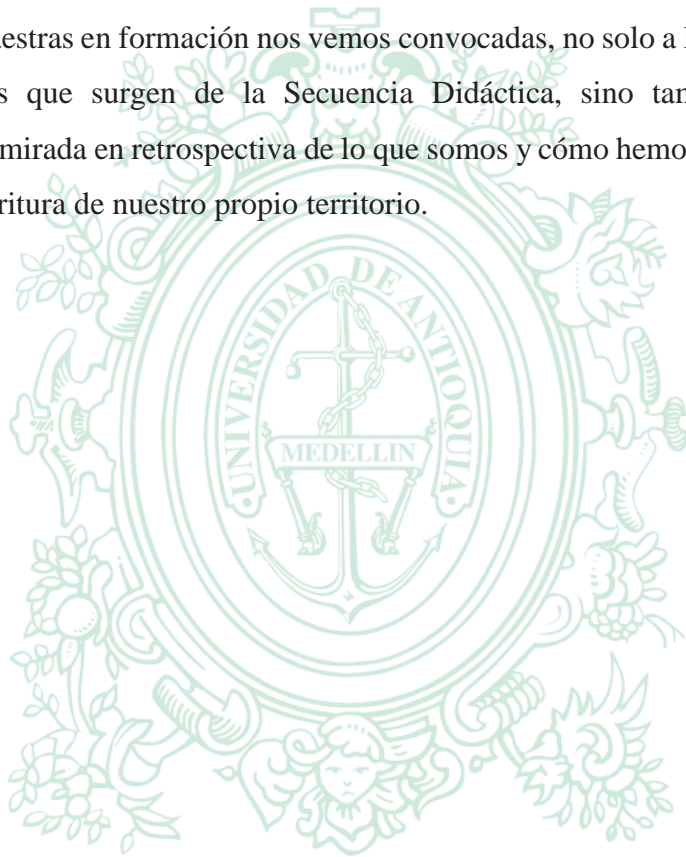 estras en formación nos vemos convocadas, no solo a
s que surgen de la Secuencia Didáctica, sino tan
mirada en retrospectiva de lo que somos y cómo hemo
ritura de nuestro propio territorio.
UNIVERSIDAD DE ANTIOQUIA
MEDELLIN